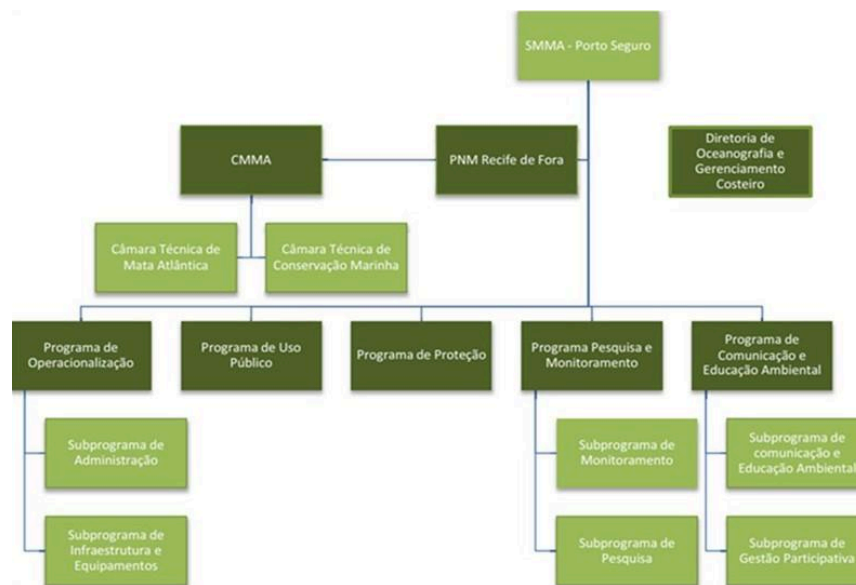 SMMA - Porto Seguro
CMMA
PNM Recife de Fora
Diretoria de
Oceanografia e
Gerenciamento
Costeiro
Câmara Técnica de
Mata Atlântica
Câmara Técnica de
Conservação Marinha
Programa de
Operacionalização
Programa de Uso
Público
Programa de Proteção
Programa Pesquisa e
Monitoramento
Programa de
Comunicação e
Educação Ambiental
Subprograma de
Administração
Subprograma de
Monitoramento
Subprograma de
comunicação e
Educação Ambiental
Subprograma de
Infraestrutura e
Equipamentos
Subprograma de
Pesquisa
Subprograma de
Gestão Participativa